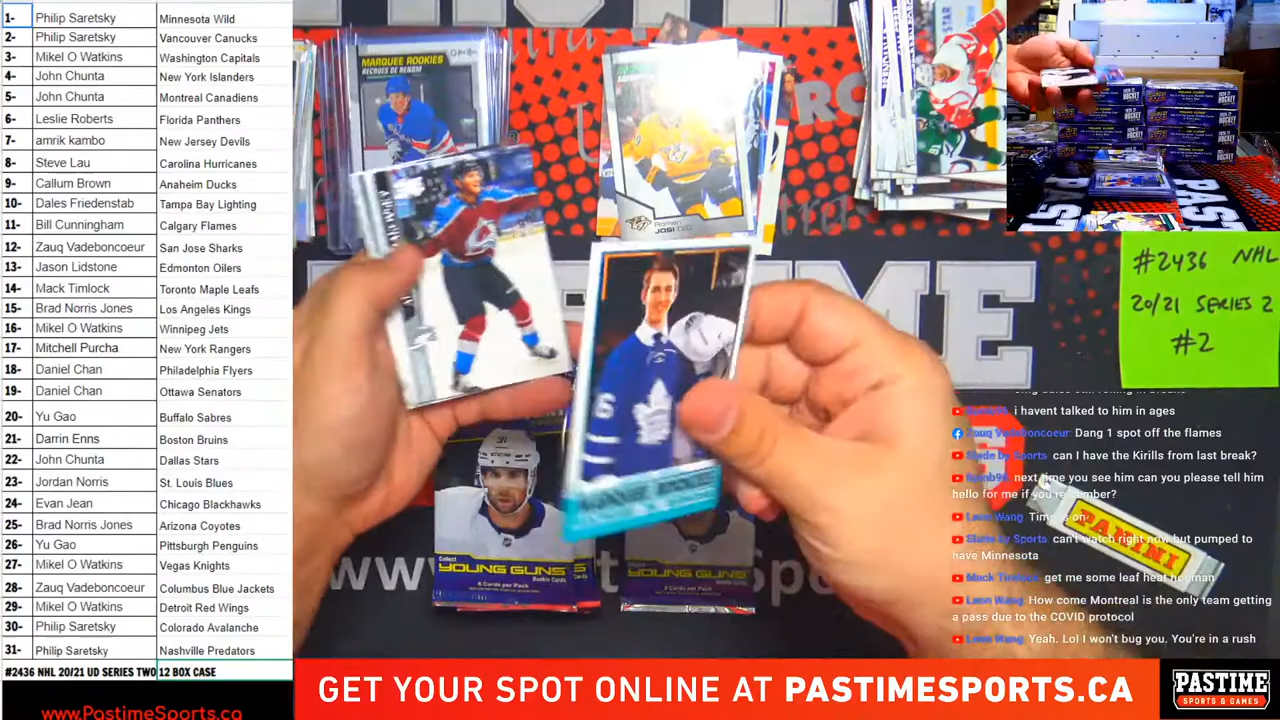 1- Philip Saretsky Minnesota Wild
2- Philip Saretsky Vancouver Canucks
3- Mikel O Watkins Washington Capitals
4- John Chunta New York Islanders
5- John Chunta Montreal Canadiens
6- Leslie Roberts Florida Panthers
7- amrik kambo New Jersey Devils
8- Steve Lau Carolina Hurricanes
9- Callum Brown Anaheim Ducks
10- Dales Friedenstab Tampa Bay Lighting
11- Bill Cunningham Calgary Flames
12- Zauq Vadeboncoeur San Jose Sharks
13- Jason Lidstone Edmonton Oilers
14- Mack Timlock Toronto Maple Leafs
15- Brad Norris Jones Los Angeles Kings
16- Mikel O Watkins Winnipeg Jets
17- Mitchell Purcha New York Rangers
18- Daniel Chan Philadelphia Flyers
19- Daniel Chan Ottawa Senators
20- Yu Gao Buffalo Sabres
21- Darrin Enns Boston Bruins
22- John Chunta Dallas Stars
23- Jordan Norris St. Louis Blues
24- Evan Jean Chicago Blackhawks
25- Brad Norris Jones Arizona Coyotes
26- Yu Gao Pittsburgh Penguins
27- Mikel O Watkins Vegas Knights
28- Zauq Vadeboncoeur Columbus Blue Jackets
29- Mikel O Watkins Detroit Red Wings
30- Philip Saretsky Colorado Avalanche
31- Philip Saretsky Nashville Predators
#2436 NHL 20/21 UD SERIES TWO 12 BOX CASE
www.PastimeSports.ca
MARQUEE ROOKIES
RECRUES DE RENOM
Roman
JOSI
Collect
YOUNG GUNS
Rookie Cards
8 Cards per Pack
YOUNG GUNS
#2436 NHL
20/21 SERIES 2
#2
i havent talked to him in ages
Zauq Vadeboncoeur Dang 1 spot off the flames
Slade by Sports can I have the Kirills from last break?
next time you see him can you please tell him
hello for me if you remember?
Leon Wang Time is on
can't watch right now but pumped to
have Minnesota
get me some leaf heat
Leon Wang How come Montreal is the only team getting
a pass due to the COVID protocol
Leon Wang Yeah. Lol I won't bug you. You're in a rush
PANINI
GET YOUR SPOT ONLINE AT PASTIMESPORTS.CA
PASTIME
SPORTS & GAMES